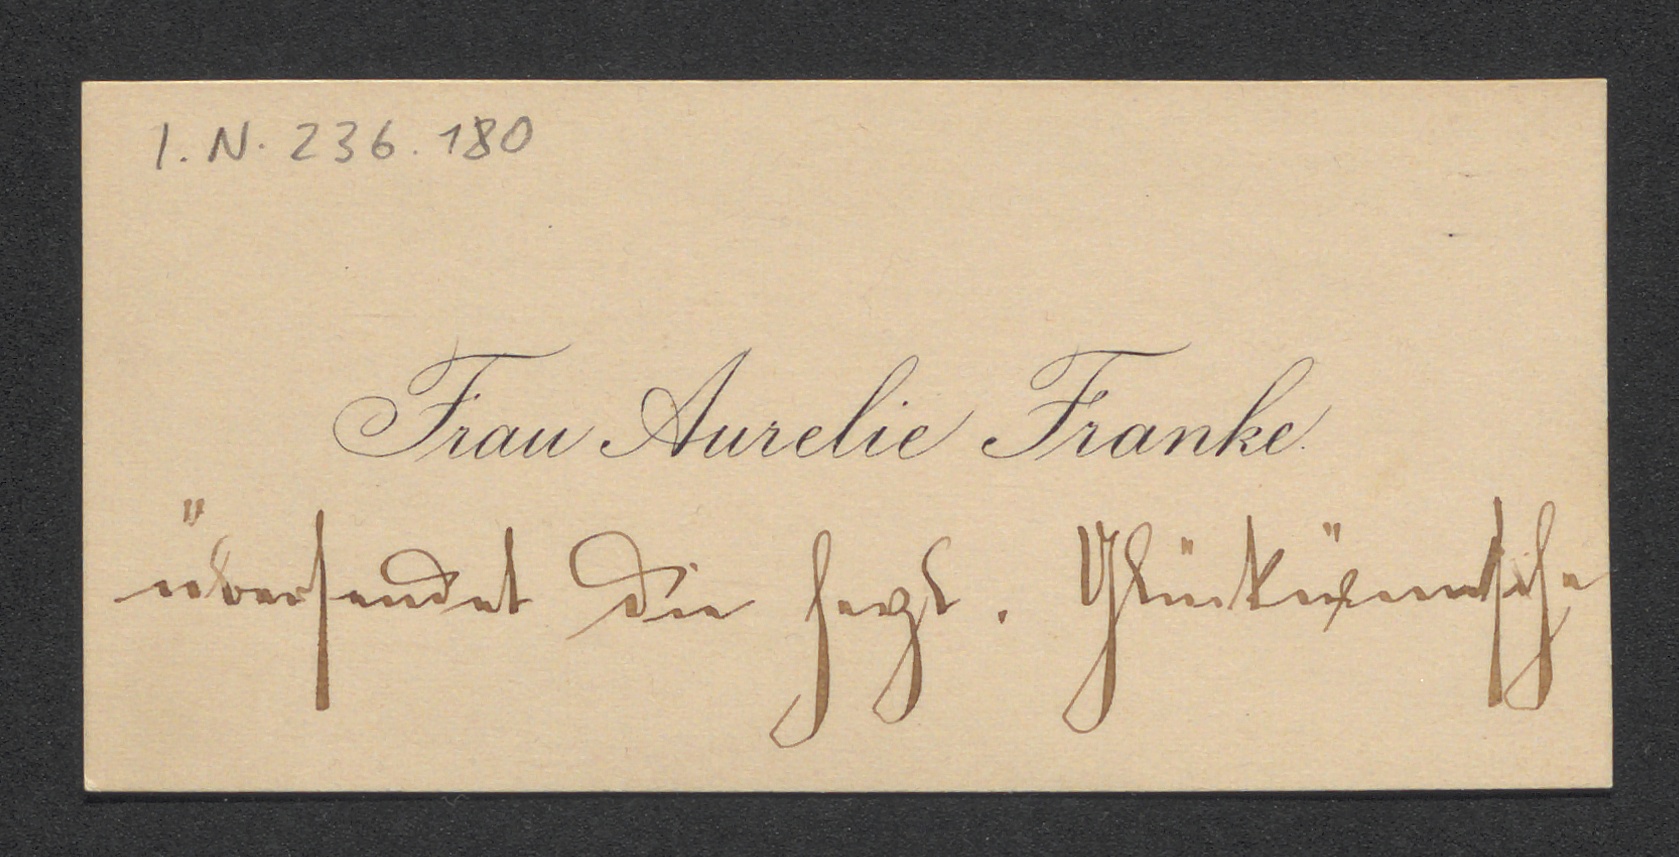 I.N. 236.180
Frau Aurelie Franke.
übersendet die herzl. Glückwünsche